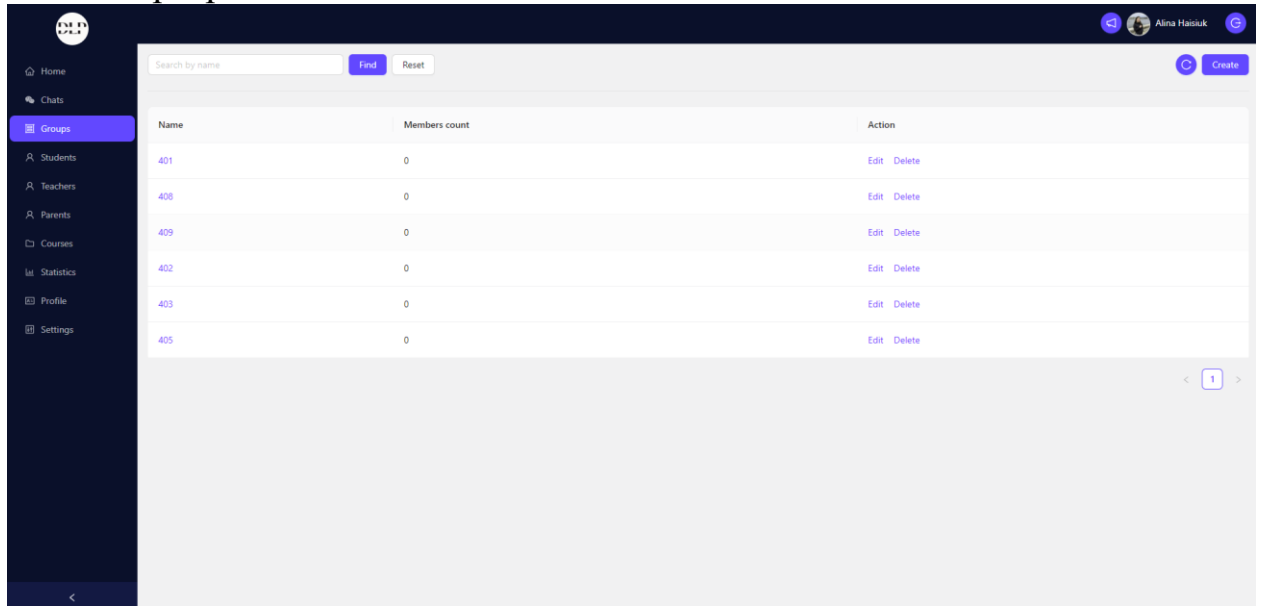 DLP
Alina Haisiuk
Home
Chats
Groups
Students
Teachers
Parents
Courses
Statistics
Profile
Settings
Search by name Find Reset Create
Name Members count Action
401 0 Edit Delete
408 0 Edit Delete
409 0 Edit Delete
402 0 Edit Delete
403 0 Edit Delete
405 0 Edit Delete
< 1 >
<